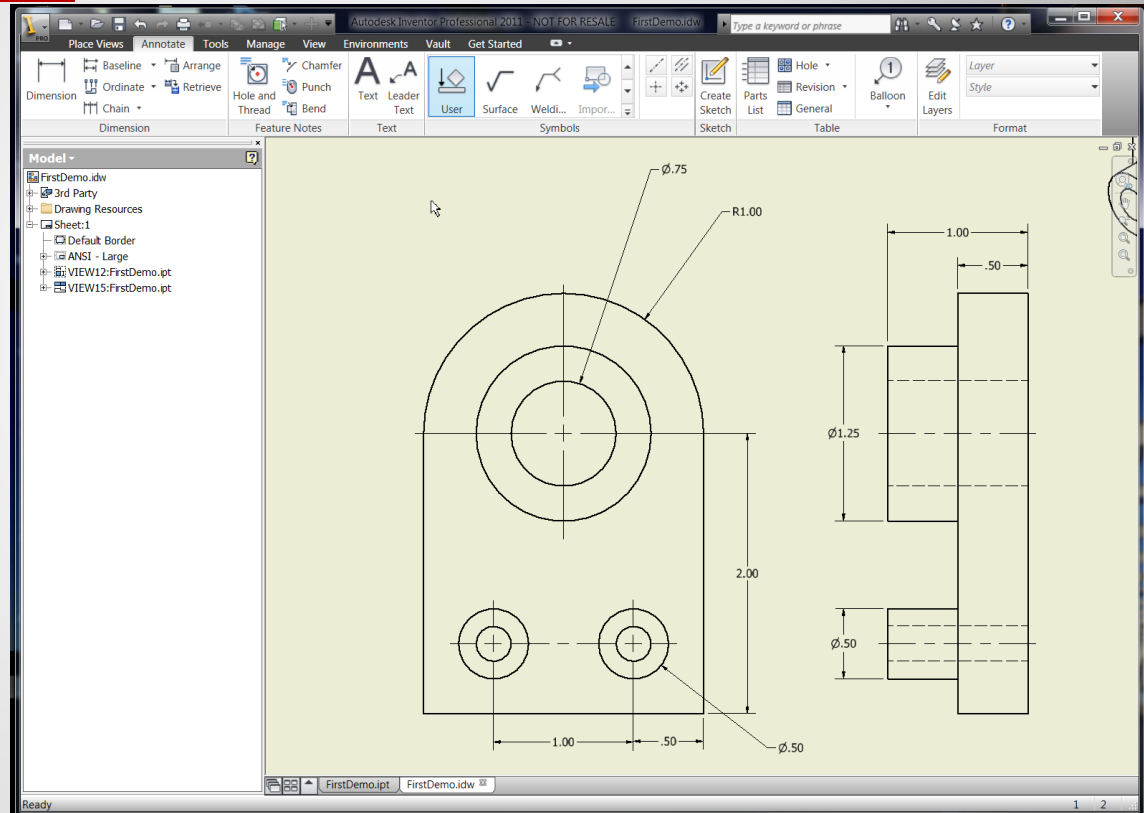 PRO
Autodesk Inventor Professional 2011 - NOT FOR RESALE FirstDemo.idw
Type a keyword or phrase
Place Views Annotate Tools Manage View Environments Vault Get Started
Dimension
Baseline Arrange
Ordinate Retrieve
Chain
Hole and Thread
Chamfer
Punch
Bend
Text
Leader Text
User
Surface
Weldi...
Impor...
Create Sketch
Parts List
Hole
Revision
General
1
Balloon
Edit Layers
Layer
Style
Dimension Feature Notes Text Symbols Sketch Table Format
Model
FirstDemo.idw
3rd Party
Drawing Resources
Sheet:1
Default Border
ANSI - Large
VIEW12:FirstDemo.ipt
VIEW15:FirstDemo.ipt
Ø.75
R1.00
1.00
.50
Ø1.25
2.00
Ø.50
1.00
.50
Ø.50
FirstDemo.ipt FirstDemo.idw
Ready
1 2